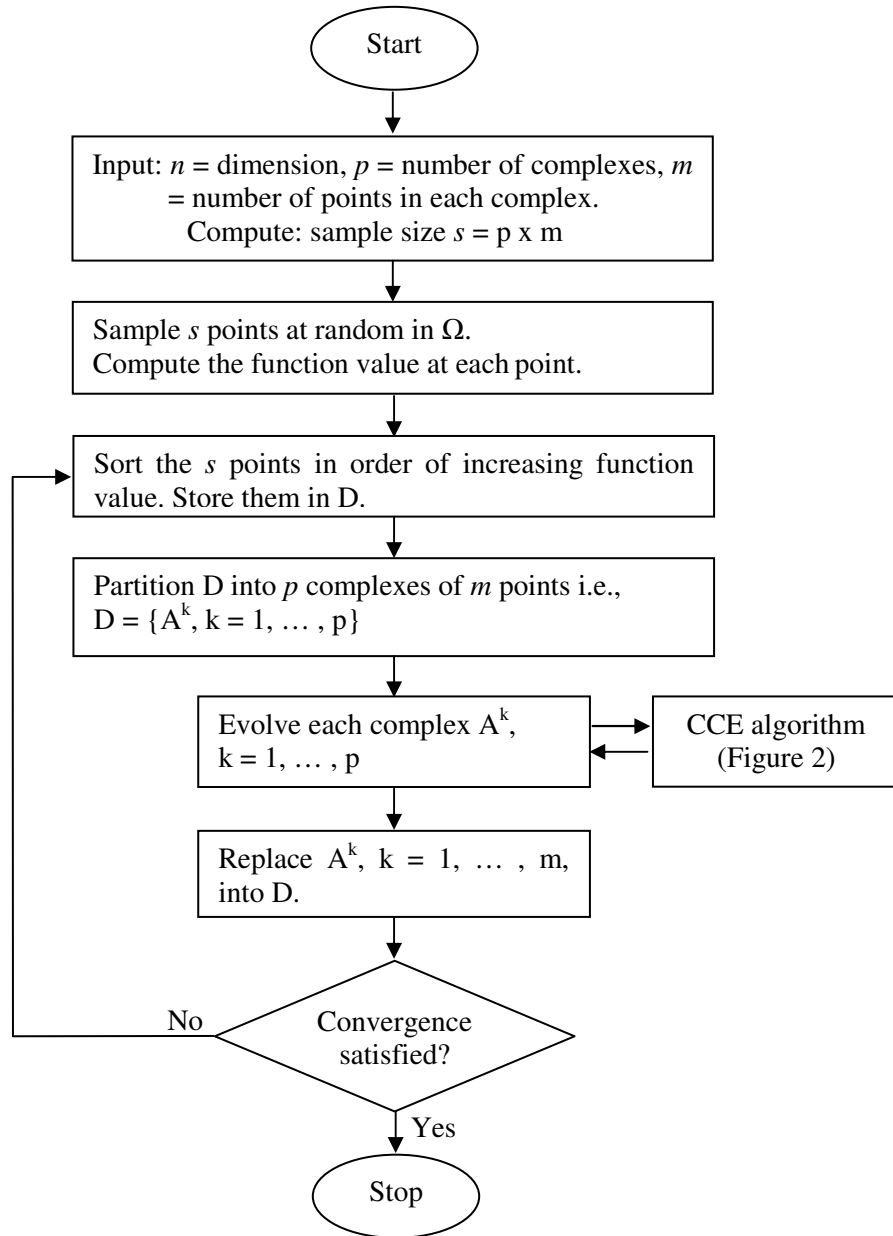 Start
Input: n = dimension, p = number of complexes, m
= number of points in each complex.
Compute: sample size s = p x m
Sample s points at random in Ω.
Compute the function value at each point.
Sort the s points in order of increasing function
value. Store them in D.
Partition D into p complexes of m points i.e.,
D = {A^k, k = 1, … , p}
Evolve each complex A^k,
k = 1, … , p
CCE algorithm
(Figure 2)
Replace A^k, k = 1, … , m,
into D.
No
Convergence
satisfied?
Yes
Stop